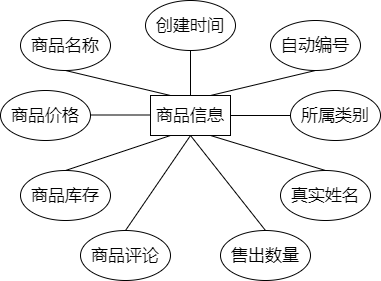 创建时间
商品名称
自动编号
商品价格
商品信息
所属类别
商品库存
真实姓名
商品评论
售出数量